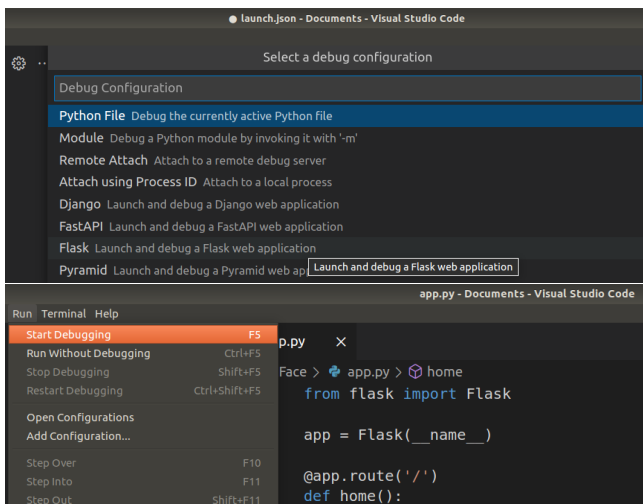 ● launch.json - Documents - Visual Studio Code
Select a debug configuration
Debug Configuration
Python File Debug the currently active Python file
Module Debug a Python module by invoking it with '-m'
Remote Attach Attach to a remote debug server
Attach using Process ID Attach to a local process
Django Launch and debug a Django web application
FastAPI Launch and debug a FastAPI web application
Flask Launch and debug a Flask web application
Pyramid Launch and debug a Pyramid web
Launch and debug a Flask web application
app.py - Documents - Visual Studio Code
Run Terminal Help
Start Debugging F5
Run Without Debugging Ctrl+F5
Stop Debugging Shift+F5
Restart Debugging Ctrl+Shift+F5
Open Configurations
Add Configuration...
Step Over F10
Step Into F11
Step Out Shift+F11
p.py ×
Face > app.py > home
from flask import Flask
app = Flask(__name__)
@app.route('/')
def home():